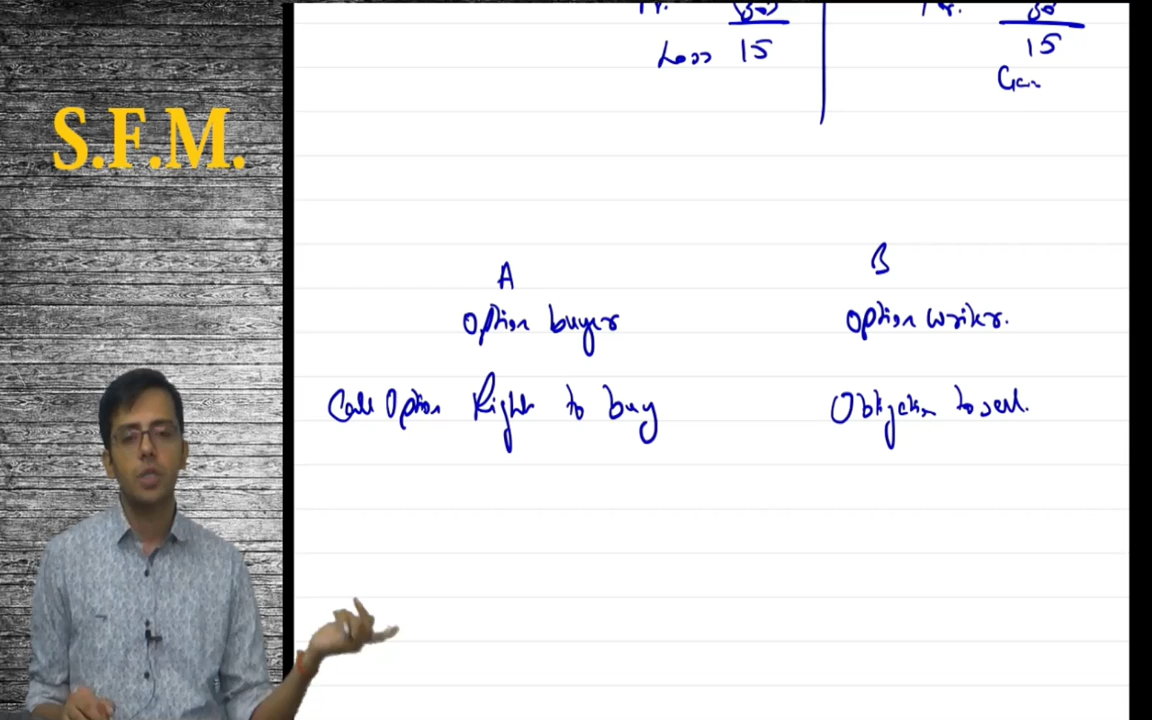 S.F.M.
Loss 15
15
A
B
Option buyer
Option writer.
Call Option Right to buy
Obligation to sell.